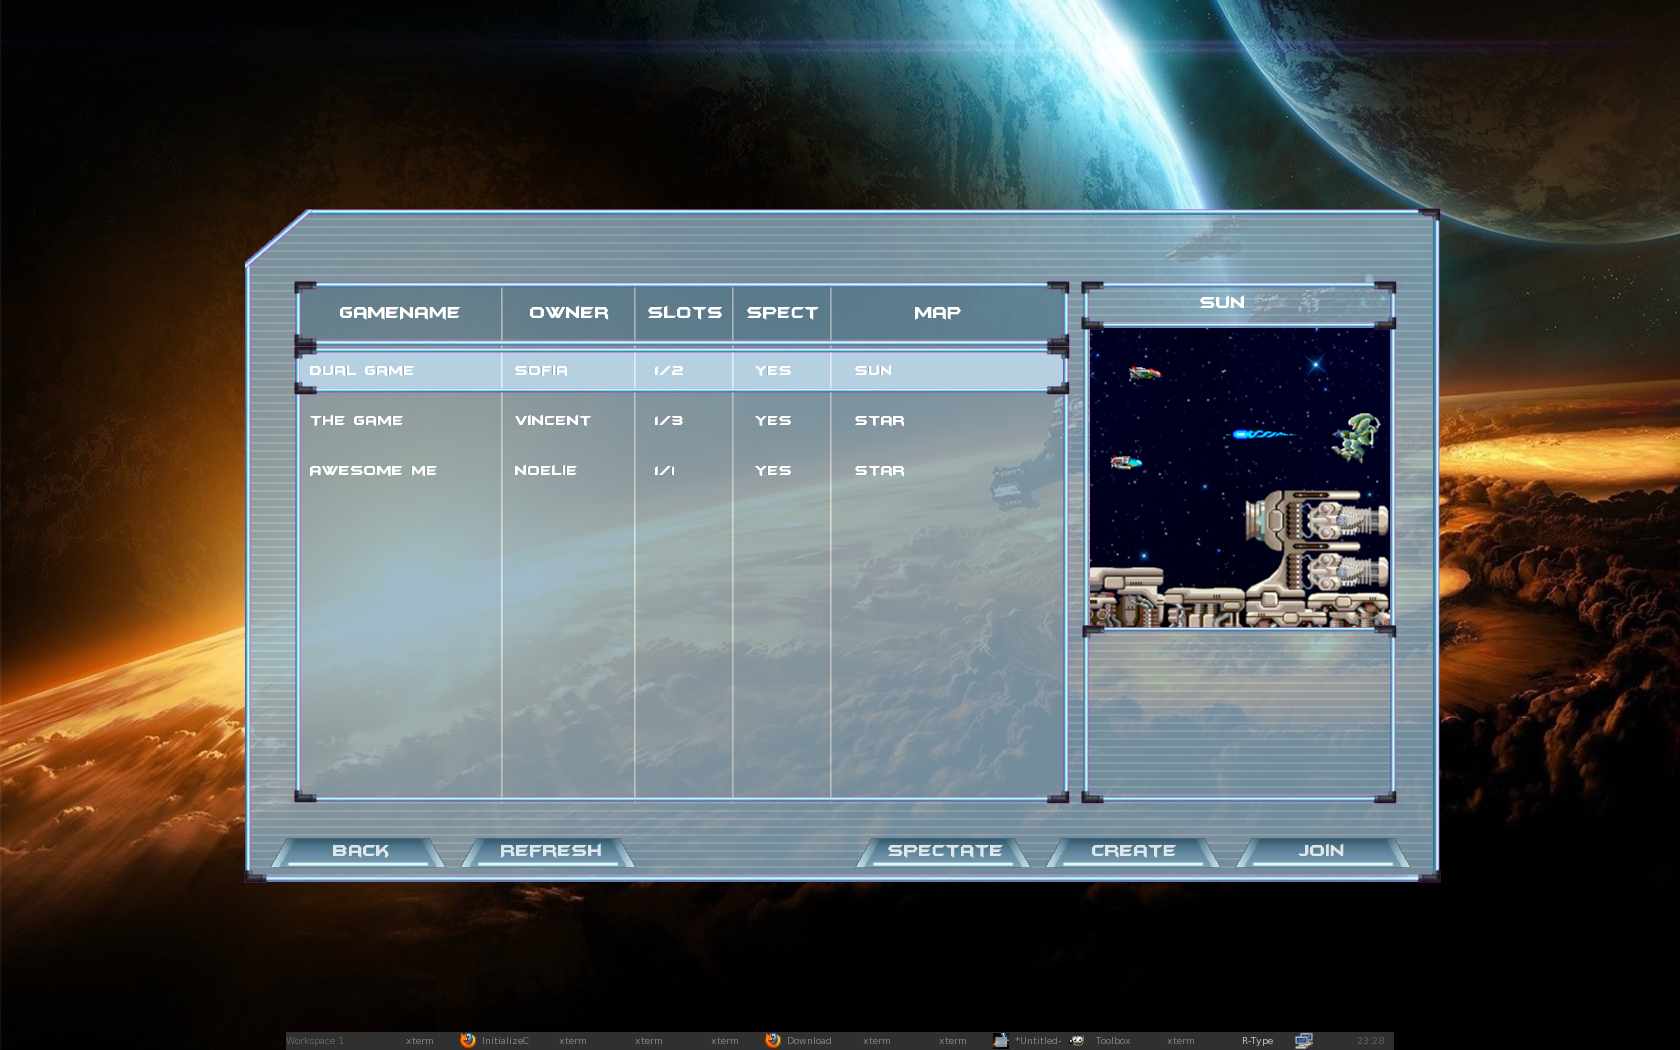 GAMENAME OWNER SLOTS SPECT MAP
SUN
DUAL GAME SOFIA 1/2 YES SUN
THE GAME VINCENT 1/3 YES STAR
AWESOME ME NOELIE 1/1 YES STAR
BACK REFRESH SPECTATE CREATE JOIN
Workspace 1 xterm InitializeC xterm xterm xterm Download xterm xterm *Untitled- Toolbox xterm R-Type 23:28